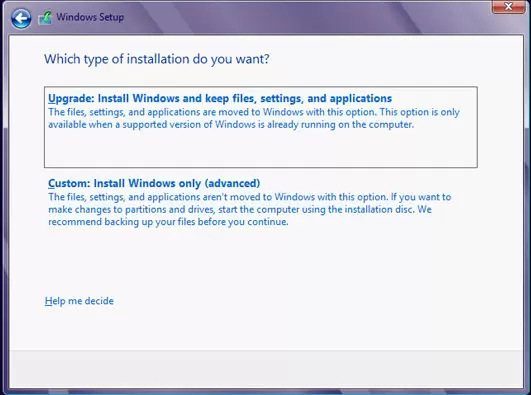 Windows Setup
Which type of installation do you want?
Upgrade: Install Windows and keep files, settings, and applications
The files, settings, and applications are moved to Windows with this option. This option is only
available when a supported version of Windows is already running on the computer.
Custom: Install Windows only (advanced)
The files, settings, and applications aren't moved to Windows with this option. If you want to
make changes to partitions and drives, start the computer using the installation disc. We
recommend backing up your files before you continue.
Help me decide